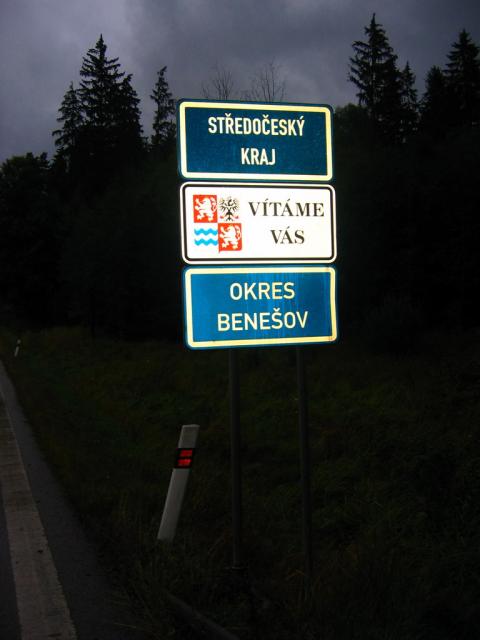 STŘEDOČESKÝ
KRAJ
VÍTÁME
VÁS
OKRES
BENEŠOV